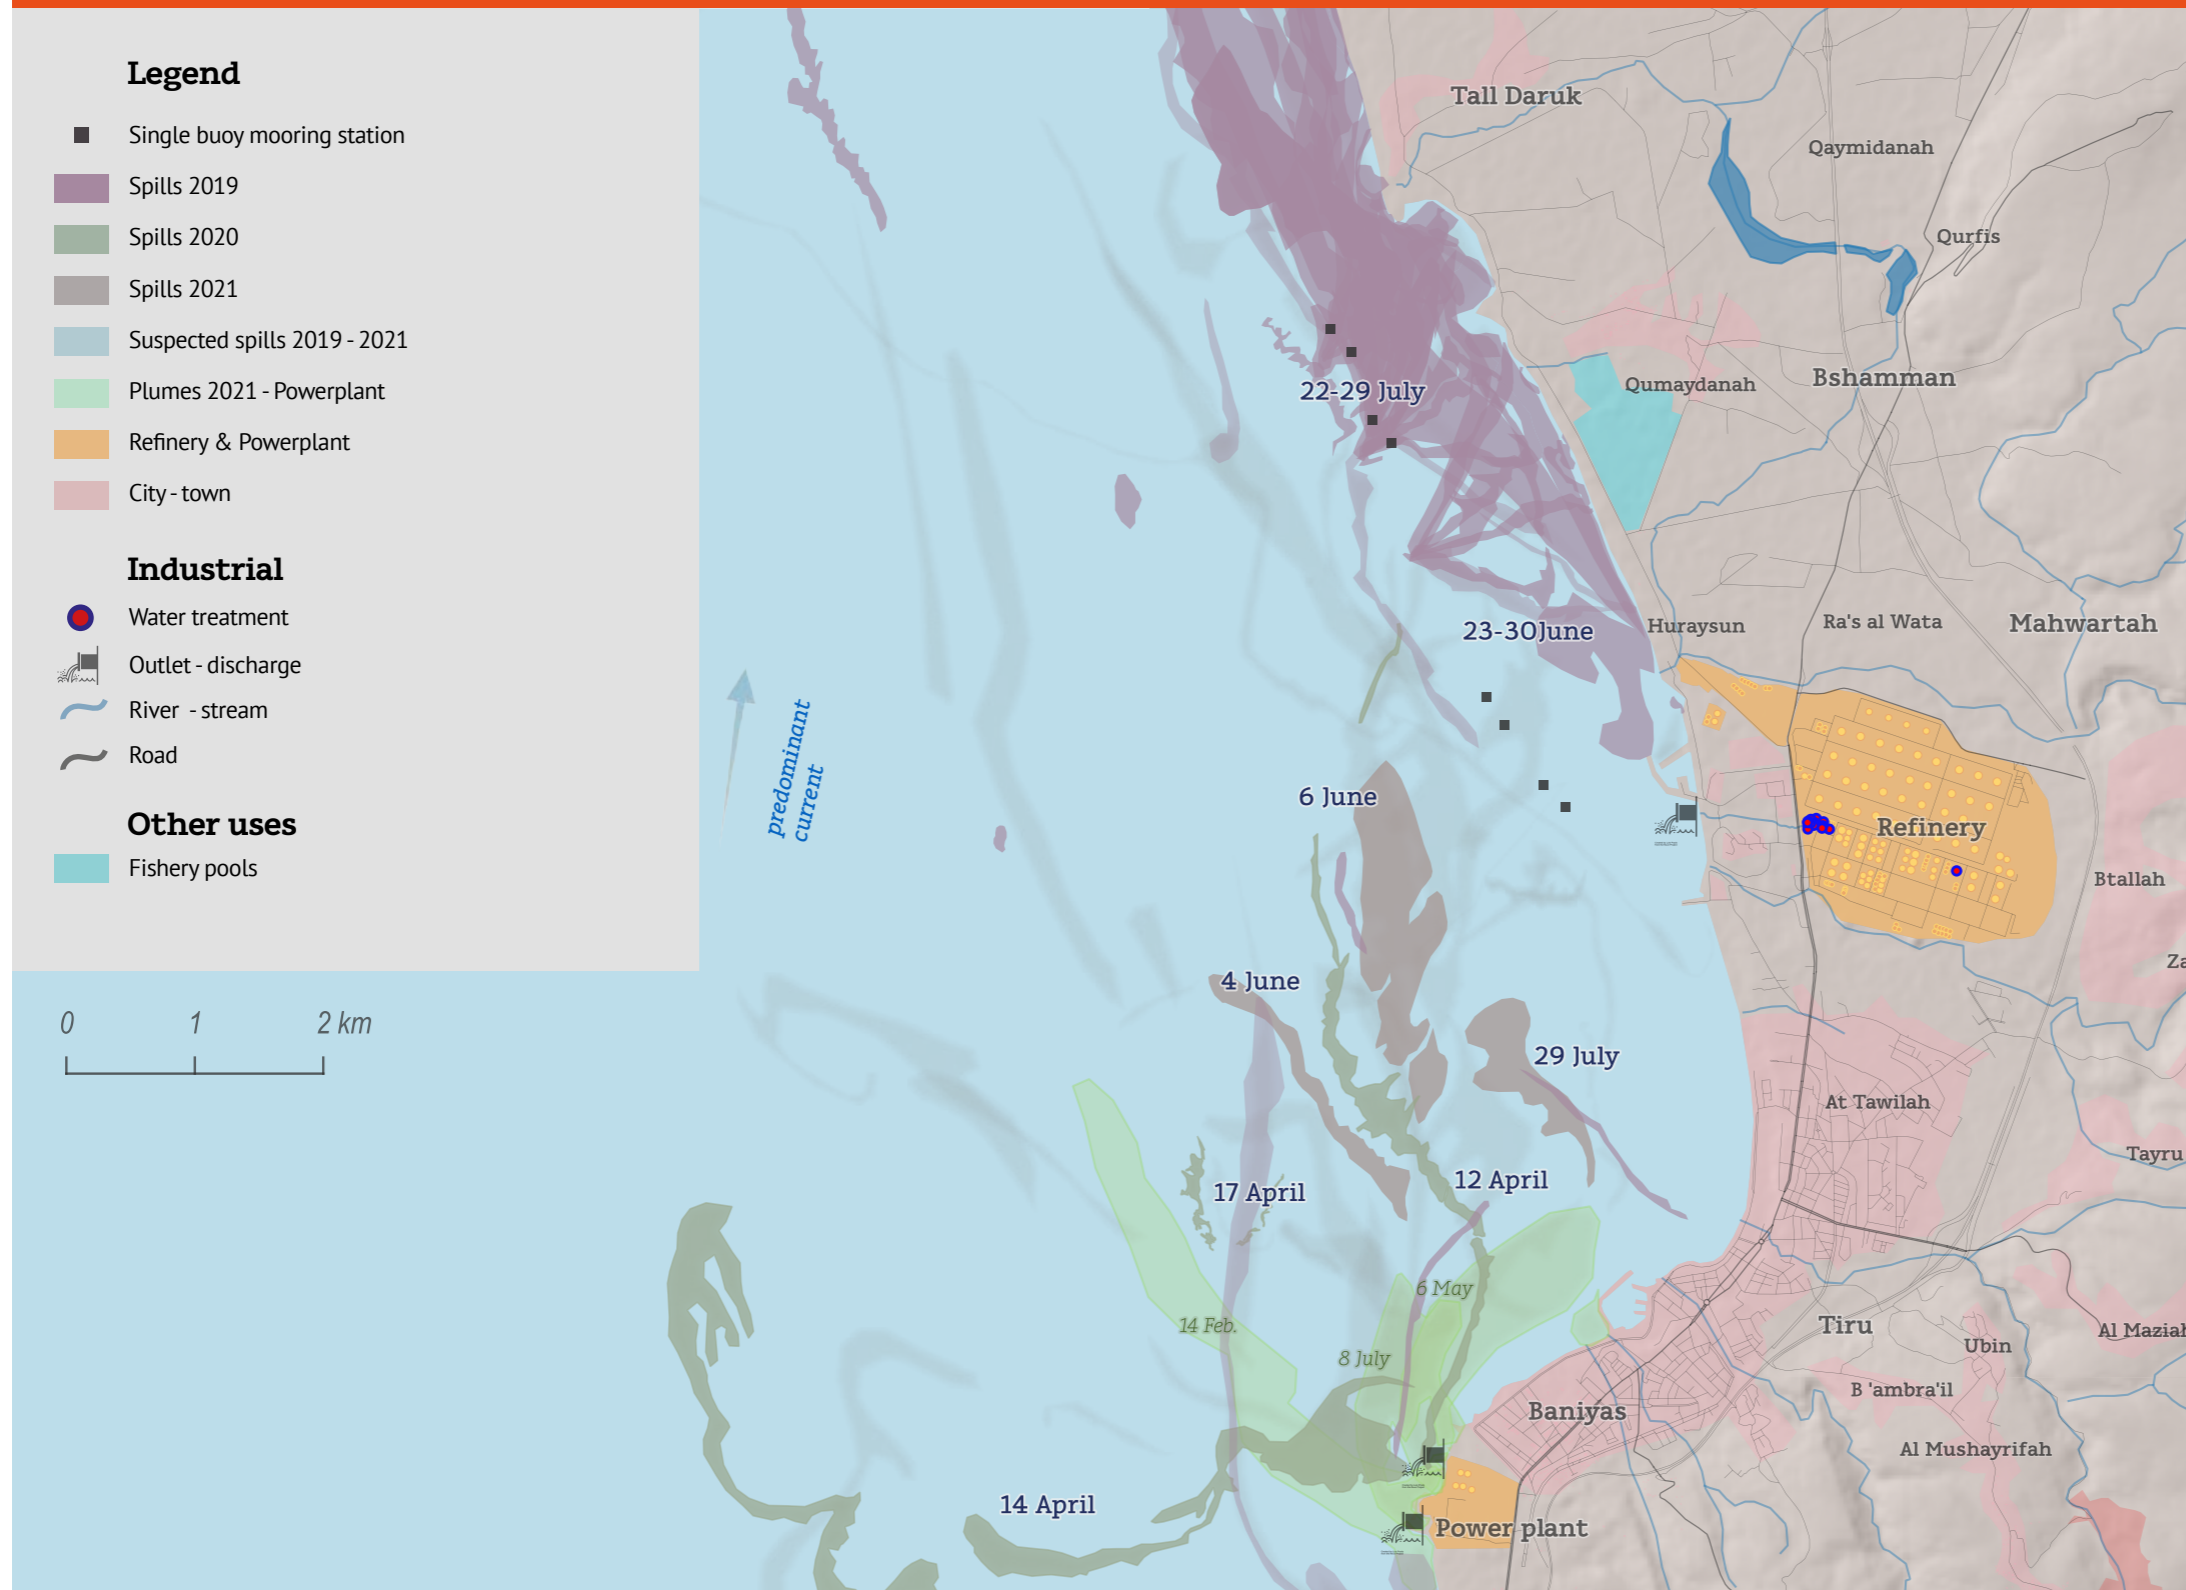 Legend
Single buoy mooring station
Spills 2019
Spills 2020
Spills 2021
Suspected spills 2019 - 2021
Plumes 2021 - Powerplant
Refinery & Powerplant
City - town
Industrial
Water treatment
Outlet - discharge
River - stream
Road
Other uses
Fishery pools
0 1 2 km
predominant
current
Tall Daruk
Qaymidanah
Qurfis
22-29 July
Qumaydanah
Bshamman
23-30June
Huraysun
Ra's al Wata
Mahwartah
6 June
Refinery
Btallah
Za
4 June
29 July
At Tawilah
Tayru
12 April
17 April
6 May
14 Feb.
8 July
Tiru
Ubin
Al Maziah
B 'ambra'il
Baniyas
Al Mushayrifah
14 April
Power plant